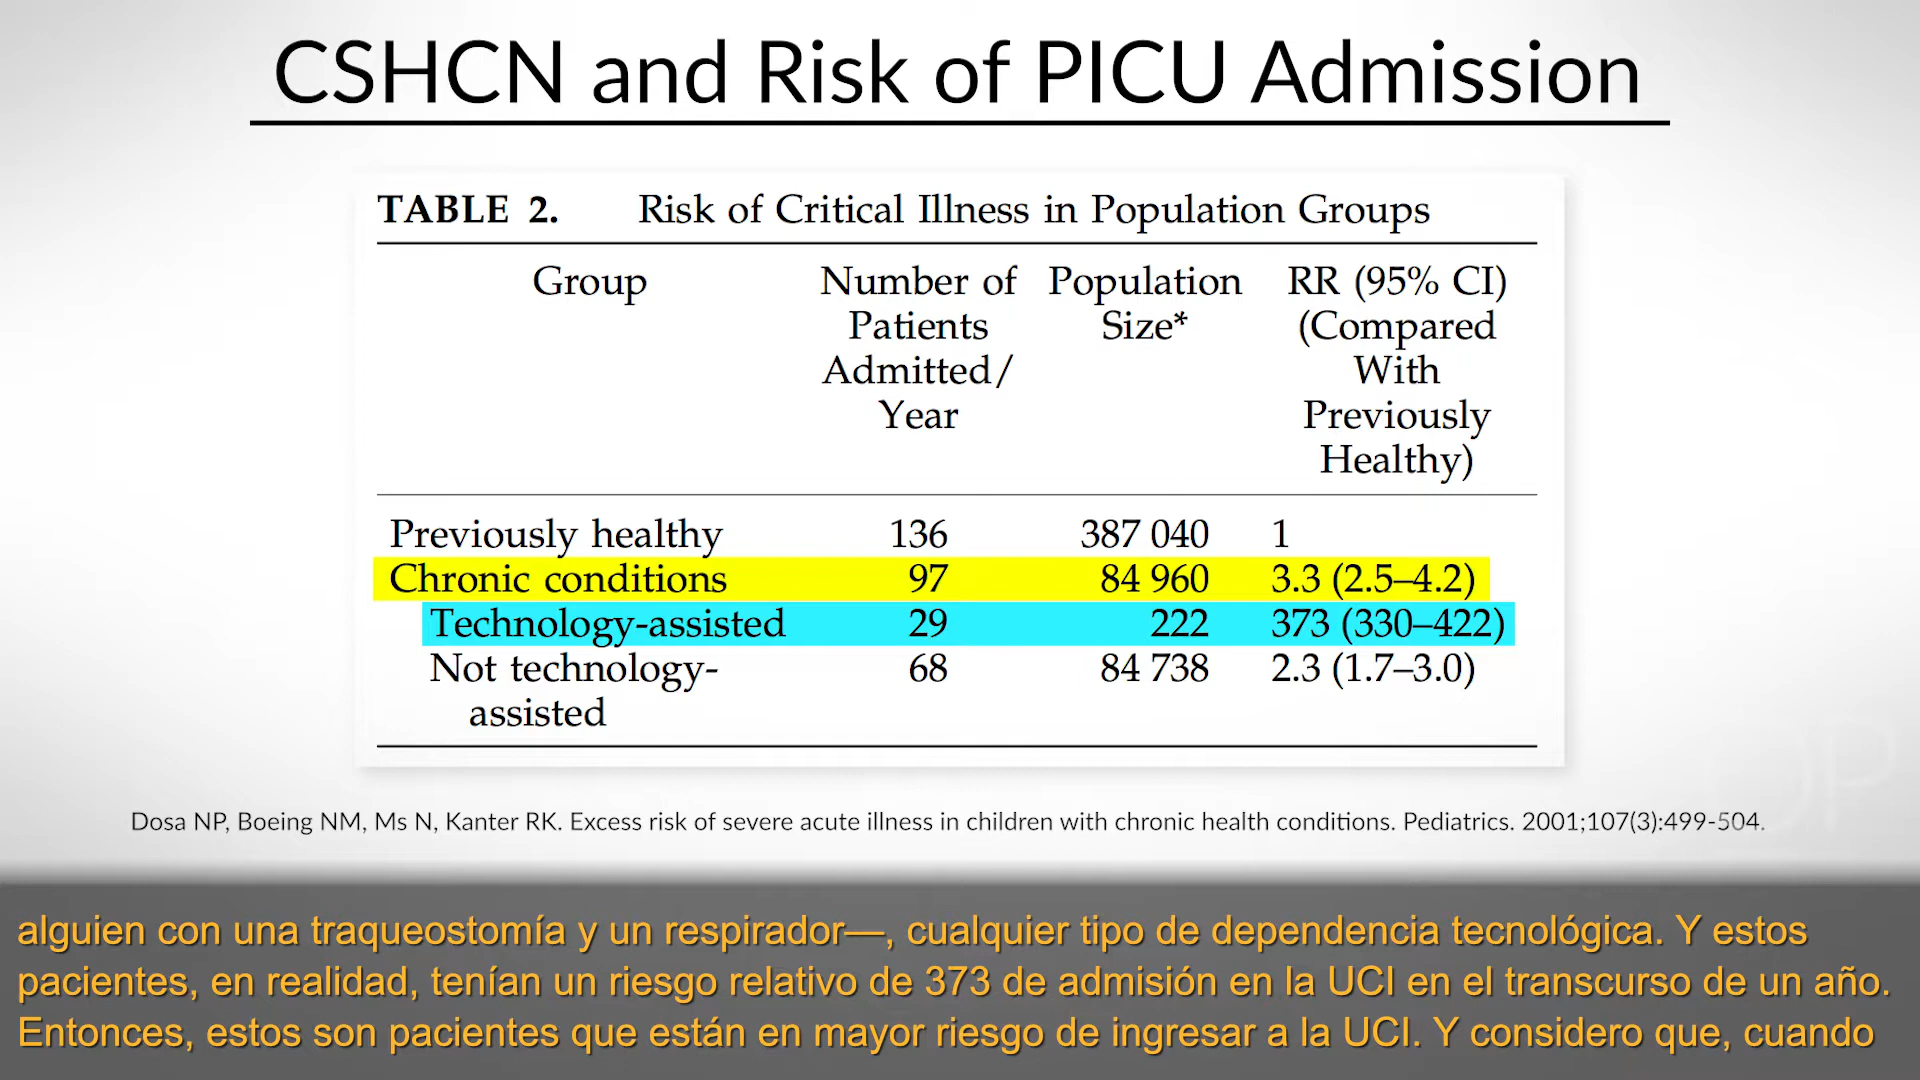 CSHCN and Risk of PICU Admission
TABLE 2. Risk of Critical Illness in Population Groups
Group Number of Patients Admitted/Year Population Size* RR (95% CI) (Compared With Previously Healthy)
Previously healthy 136 387 040 1
Chronic conditions 97 84 960 3.3 (2.5–4.2)
Technology-assisted 29 222 373 (330–422)
Not technology- 68 84 738 2.3 (1.7–3.0)
assisted
Dosa NP, Boeing NM, Ms N, Kanter RK. Excess risk of severe acute illness in children with chronic health conditions. Pediatrics. 2001;107(3):499-504.
alguien con una traqueostomía y un respirador—, cualquier tipo de dependencia tecnológica. Y estos
pacientes, en realidad, tenían un riesgo relativo de 373 de admisión en la UCI en el transcurso de un año.
Entonces, estos son pacientes que están en mayor riesgo de ingresar a la UCI. Y considero que, cuando